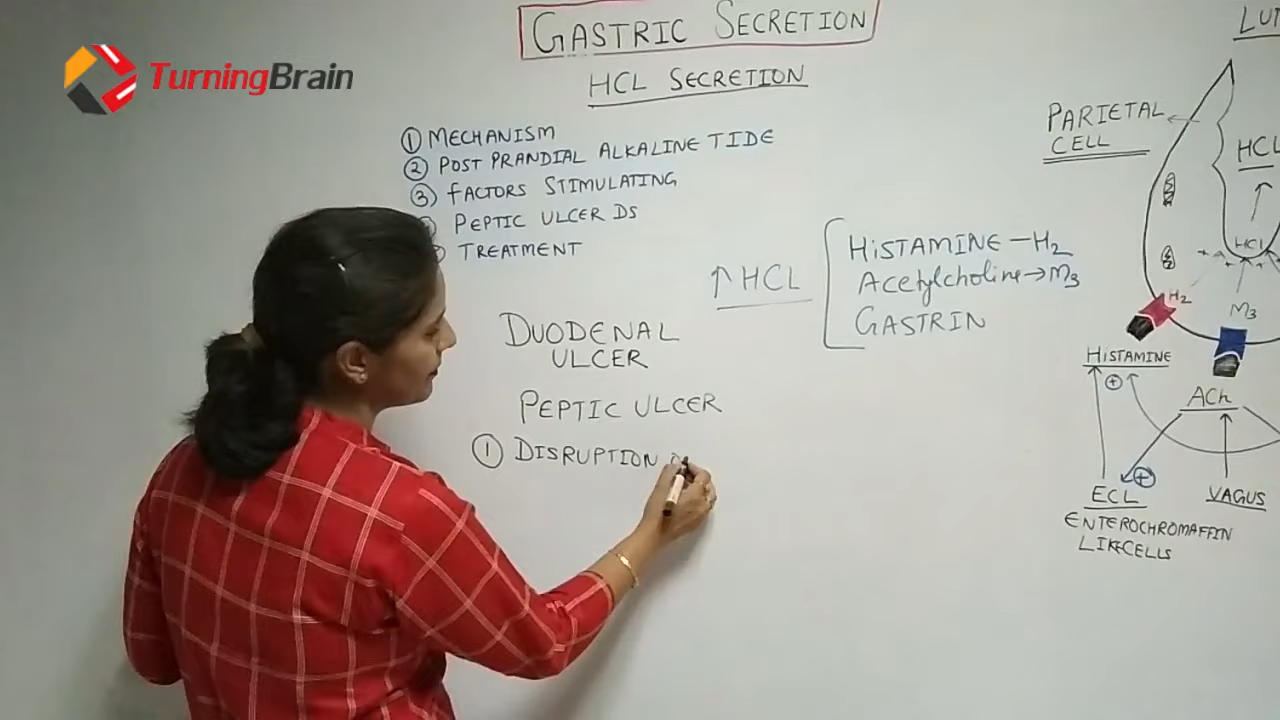 TurningBrain
GASTRIC SECRETION
HCL SECRETION
① MECHANISM
② POST PRANDIAL ALKALINE TIDE
③ FACTORS STIMULATING
PEPTIC ULCER DS
TREATMENT
↑ HCL
HISTAMINE – H2
Acetylcholine → M3
GASTRIN
DUODENAL
ULCER
PEPTIC ULCER
① DISRUPTION
PARIETAL
CELL
HCL
HCl
H2
M3
HISTAMINE
+
ACh
+
ECL
ENTEROCHROMAFFIN
LIKE CELLS
VAGUS